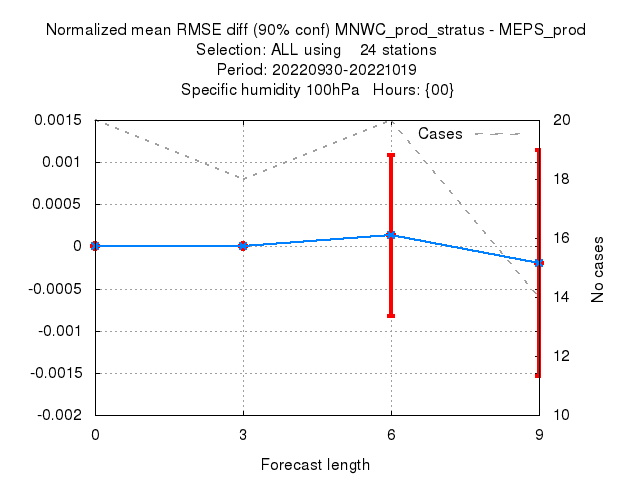 Normalized mean RMSE diff (90% conf) MNWC_prod_stratus - MEPS_prod
Selection: ALL using    24 stations
Period: 20220930-20221019
Specific humidity 100hPa   Hours: {00}
Cases
0.0015
0.001
0.0005
0
-0.0005
-0.001
-0.0015
-0.002
20
18
16
14
12
10
No cases
0 3 6 9
Forecast length